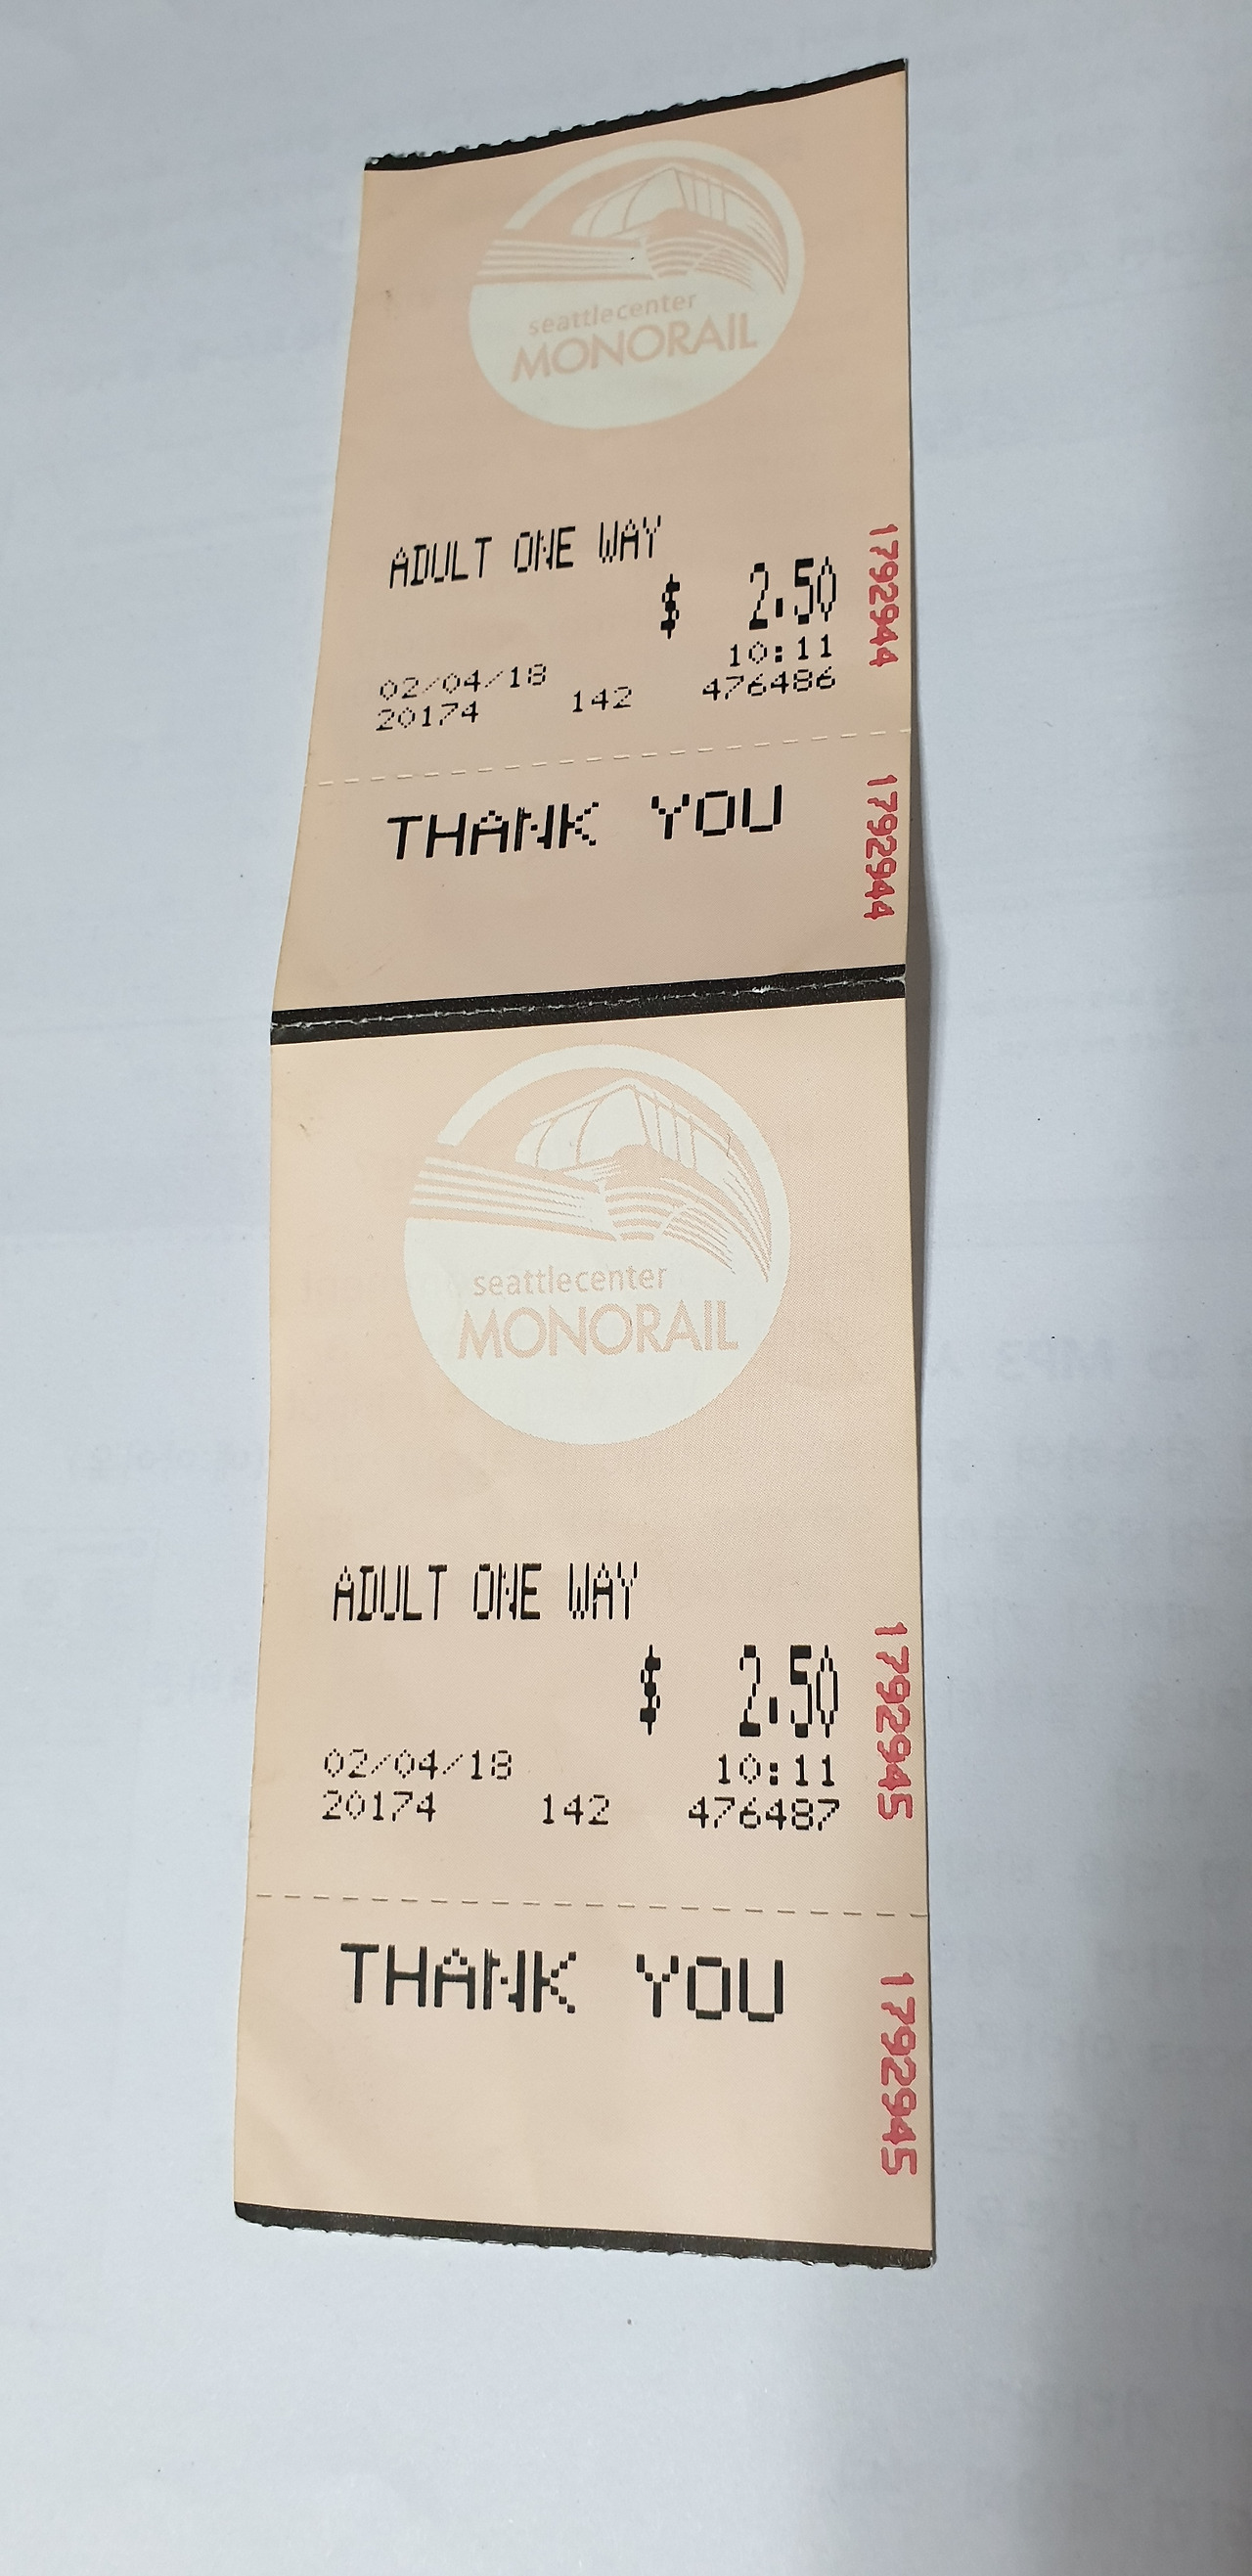 seattlecenter
MONORAIL
ADULT ONE WAY
$ 2.50
10:11
02/04/18
20174 142 476486
1792944
THANK YOU
1792944
seattlecenter
MONORAIL
ADULT ONE WAY
$ 2.50
02/04/18 10:11
20174 142 476487
1792945
THANK YOU
1792945